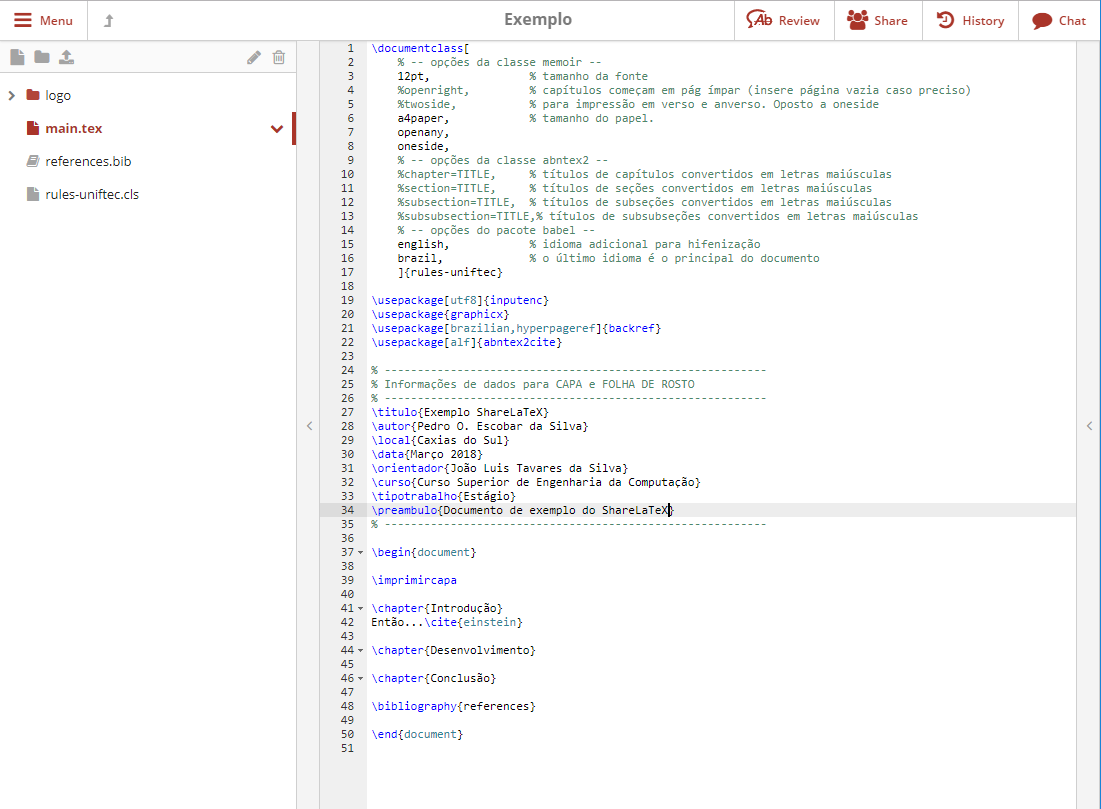 Menu
Exemplo
Review
Share
History
Chat
logo
main.tex
references.bib
rules-uniftec.cls
1 \documentclass[
2 % -- opções da classe memoir --
3 12pt, % tamanho da fonte
4 %openright, % capítulos começam em pág ímpar (insere página vazia caso preciso)
5 %twoside, % para impressão em verso e anverso. Oposto a oneside
6 a4paper, % tamanho do papel.
7 openany,
8 oneside,
9 % -- opções da classe abntex2 --
10 %chapter=TITLE, % títulos de capítulos convertidos em letras maiúsculas
11 %section=TITLE, % títulos de seções convertidos em letras maiúsculas
12 %subsection=TITLE, % títulos de subseções convertidos em letras maiúsculas
13 %subsubsection=TITLE,% títulos de subsubseções convertidos em letras maiúsculas
14 % -- opções do pacote babel --
15 english, % idioma adicional para hifenização
16 brazil, % o último idioma é o principal do documento
17 ]{rules-uniftec}
18
19 \usepackage[utf8]{inputenc}
20 \usepackage{graphicx}
21 \usepackage[brazilian,hyperpageref]{backref}
22 \usepackage[alf]{abntex2cite}
23
24 % ----------------------------------------------------------
25 % Informações de dados para CAPA e FOLHA DE ROSTO
26 % ----------------------------------------------------------
27 \titulo{Exemplo ShareLaTeX}
28 \autor{Pedro O. Escobar da Silva}
29 \local{Caxias do Sul}
30 \data{Março 2018}
31 \orientador{João Luis Tavares da Silva}
32 \curso{Curso Superior de Engenharia da Computação}
33 \tipotrabalho{Estágio}
34 \preambulo{Documento de exemplo do ShareLaTeX}
35 % ----------------------------------------------------------
36
37 \begin{document}
38
39 \imprimircapa
40
41 \chapter{Introdução}
42 Então...\cite{einstein}
43
44 \chapter{Desenvolvimento}
45
46 \chapter{Conclusão}
47
48 \bibliography{references}
49
50 \end{document}
51